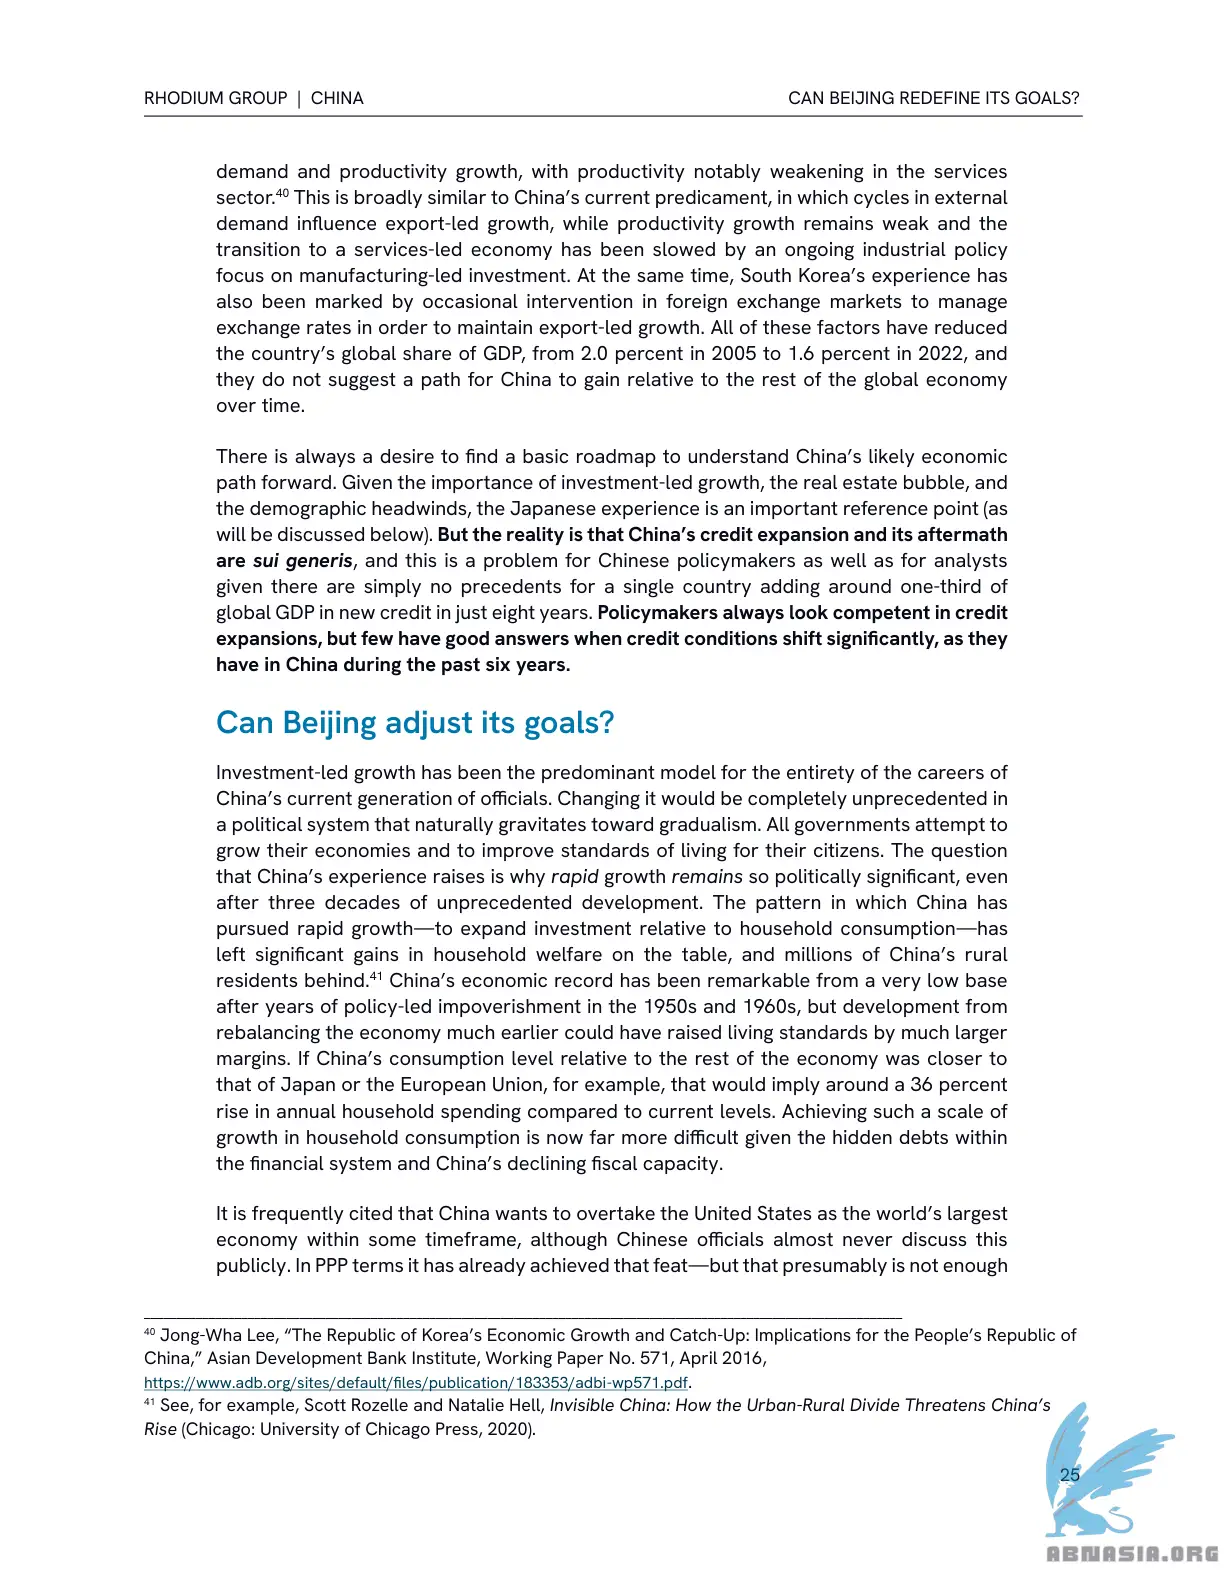 RHODIUM GROUP | CHINA
CAN BEIJING REDEFINE ITS GOALS?
demand and productivity growth, with productivity notably weakening in the services
sector.40 This is broadly similar to China's current predicament, in which cycles in external
demand influence export-led growth, while productivity growth remains weak and the
transition to a services-led economy has been slowed by an ongoing industrial policy
focus on manufacturing-led investment. At the same time, South Korea's experience has
also been marked by occasional intervention in foreign exchange markets to manage
exchange rates in order to maintain export-led growth. All of these factors have reduced
the country's global share of GDP, from 2.0 percent in 2005 to 1.6 percent in 2022, and
they do not suggest a path for China to gain relative to the rest of the global economy
over time.
There is always a desire to find a basic roadmap to understand China's likely economic
path forward. Given the importance of investment-led growth, the real estate bubble, and
the demographic headwinds, the Japanese experience is an important reference point (as
will be discussed below). But the reality is that China's credit expansion and its aftermath
are sui generis, and this is a problem for Chinese policymakers as well as for analysts
given there are simply no precedents for a single country adding around one-third of
global GDP in new credit in just eight years. Policymakers always look competent in credit
expansions, but few have good answers when credit conditions shift significantly, as they
have in China during the past six years.
Can Beijing adjust its goals?
Investment-led growth has been the predominant model for the entirety of the careers of
China's current generation of officials. Changing it would be completely unprecedented in
a political system that naturally gravitates toward gradualism. All governments attempt to
grow their economies and to improve standards of living for their citizens. The question
that China's experience raises is why rapid growth remains so politically significant, even
after three decades of unprecedented development. The pattern in which China has
pursued rapid growth—to expand investment relative to household consumption—has
left significant gains in household welfare on the table, and millions of China's rural
residents behind.41 China's economic record has been remarkable from a very low base
after years of policy-led impoverishment in the 1950s and 1960s, but development from
rebalancing the economy much earlier could have raised living standards by much larger
margins. If China's consumption level relative to the rest of the economy was closer to
that of Japan or the European Union, for example, that would imply around a 36 percent
rise in annual household spending compared to current levels. Achieving such a scale of
growth in household consumption is now far more difficult given the hidden debts within
the financial system and China's declining fiscal capacity.
It is frequently cited that China wants to overtake the United States as the world's largest
economy within some timeframe, although Chinese officials almost never discuss this
publicly. In PPP terms it has already achieved that feat—but that presumably is not enough
40 Jong-Wha Lee, "The Republic of Korea's Economic Growth and Catch-Up: Implications for the People's Republic of
China," Asian Development Bank Institute, Working Paper No. 571, April 2016,
https://www.adb.org/sites/default/files/publication/183353/adbi-wp571.pdf.
41 See, for example, Scott Rozelle and Natalie Hell, Invisible China: How the Urban-Rural Divide Threatens China's
Rise (Chicago: University of Chicago Press, 2020).
25
ABNASIA.ORG